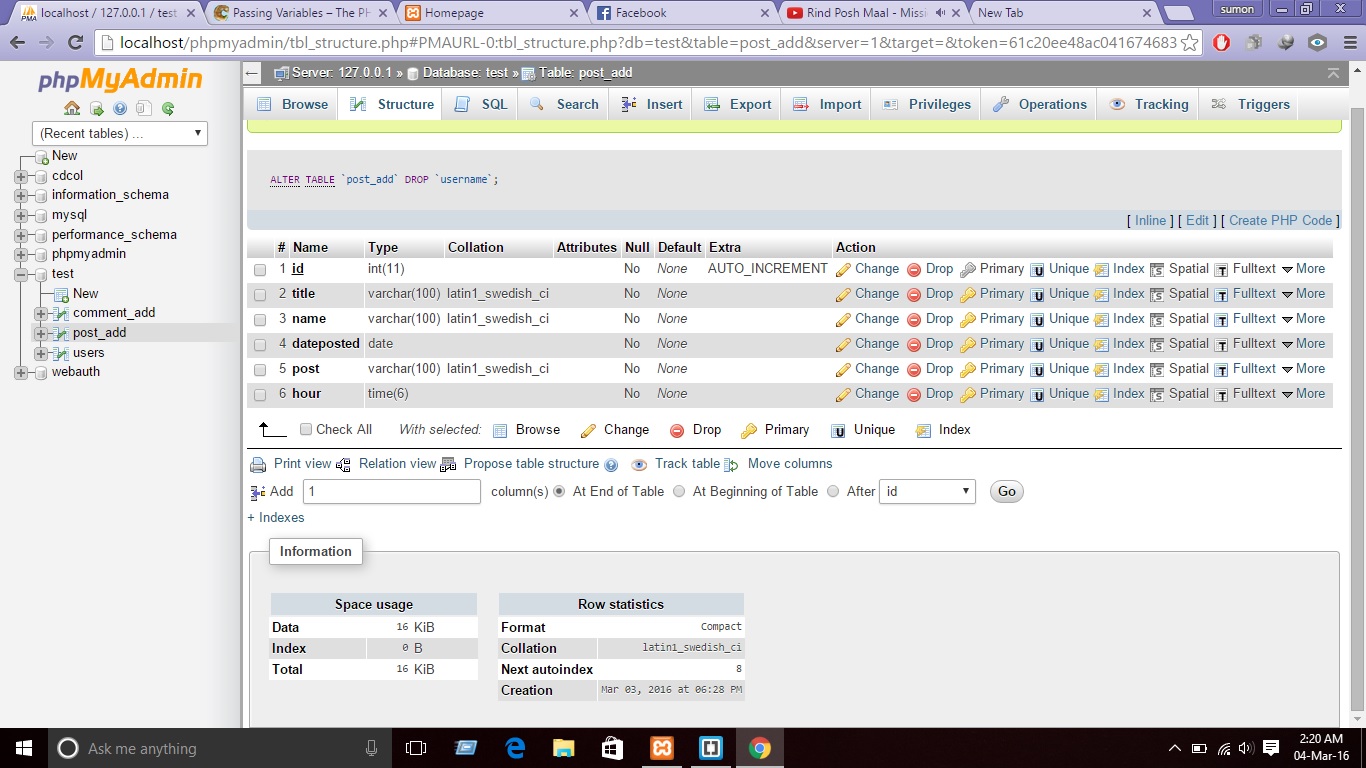 localhost / 127.0.0.1 / test Passing Variables – The PH Homepage Facebook Rind Posh Maal - Missi New Tab sumon
localhost/phpmyadmin/tbl_structure.php#PMAURL-0:tbl_structure.php?db=test&table=post_add&server=1&target=&token=61c20ee48ac041674683
phpMyAdmin
(Recent tables) ...
New
cdcol
information_schema
mysql
performance_schema
phpmyadmin
test
New
comment_add
post_add
users
webauth
Server: 127.0.0.1 » Database: test » Table: post_add
Browse Structure SQL Search Insert Export Import Privileges Operations Tracking Triggers
ALTER TABLE `post_add` DROP `username`;
[ Inline ] [ Edit ] [ Create PHP Code ]
# Name Type Collation Attributes Null Default Extra Action
1 id int(11) No None AUTO_INCREMENT Change Drop Primary Unique Index Spatial Fulltext More
2 title varchar(100) latin1_swedish_ci No None Change Drop Primary Unique Index Spatial Fulltext More
3 name varchar(100) latin1_swedish_ci No None Change Drop Primary Unique Index Spatial Fulltext More
4 dateposted date No None Change Drop Primary Unique Index Spatial Fulltext More
5 post varchar(100) latin1_swedish_ci No None Change Drop Primary Unique Index Spatial Fulltext More
6 hour time(6) No None Change Drop Primary Unique Index Spatial Fulltext More
Check All With selected: Browse Change Drop Primary Unique Index
Print view Relation view Propose table structure Track table Move columns
Add 1 column(s) At End of Table At Beginning of Table After id Go
+ Indexes
Information
Space usage
Data 16 KiB
Index 0 B
Total 16 KiB
Row statistics
Format Compact
Collation latin1_swedish_ci
Next autoindex 8
Creation Mar 03, 2016 at 06:28 PM
Ask me anything
2:20 AM
04-Mar-16